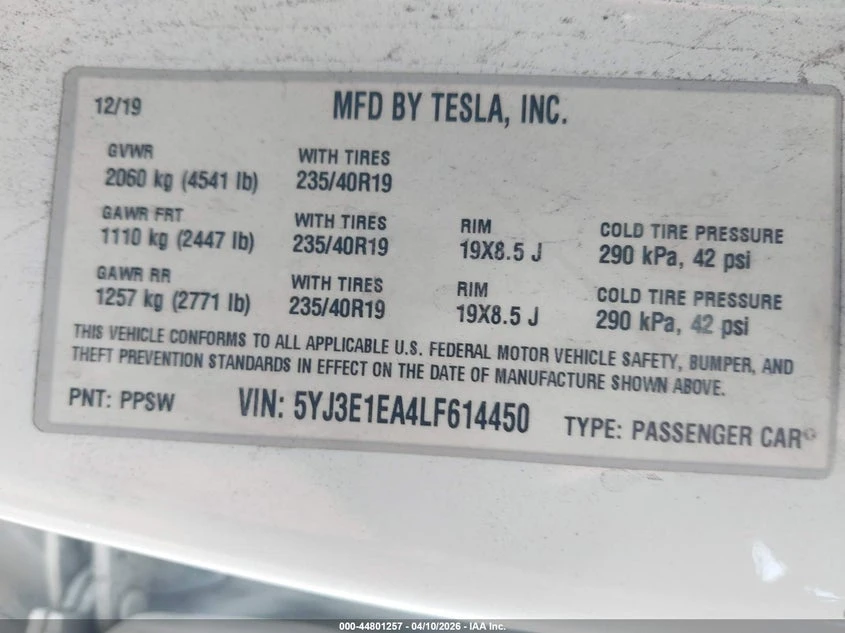 12/19 MFD BY TESLA, INC.
GVWR WITH TIRES
2060 kg (4541 lb) 235/40R19
GAWR FRT WITH TIRES RIM COLD TIRE PRESSURE
1110 kg (2447 lb) 235/40R19 19X8.5 J 290 kPa, 42 psi
GAWR RR WITH TIRES RIM COLD TIRE PRESSURE
1257 kg (2771 lb) 235/40R19 19X8.5 J 290 kPa, 42 psi
THIS VEHICLE CONFORMS TO ALL APPLICABLE U.S. FEDERAL MOTOR VEHICLE SAFETY, BUMPER, AND
THEFT PREVENTION STANDARDS IN EFFECT ON THE DATE OF MANUFACTURE SHOWN ABOVE.
PNT: PPSW VIN: 5YJ3E1EA4LF614450 TYPE: PASSENGER CAR
000-44801257 - 04/10/2026 - IAA Inc.